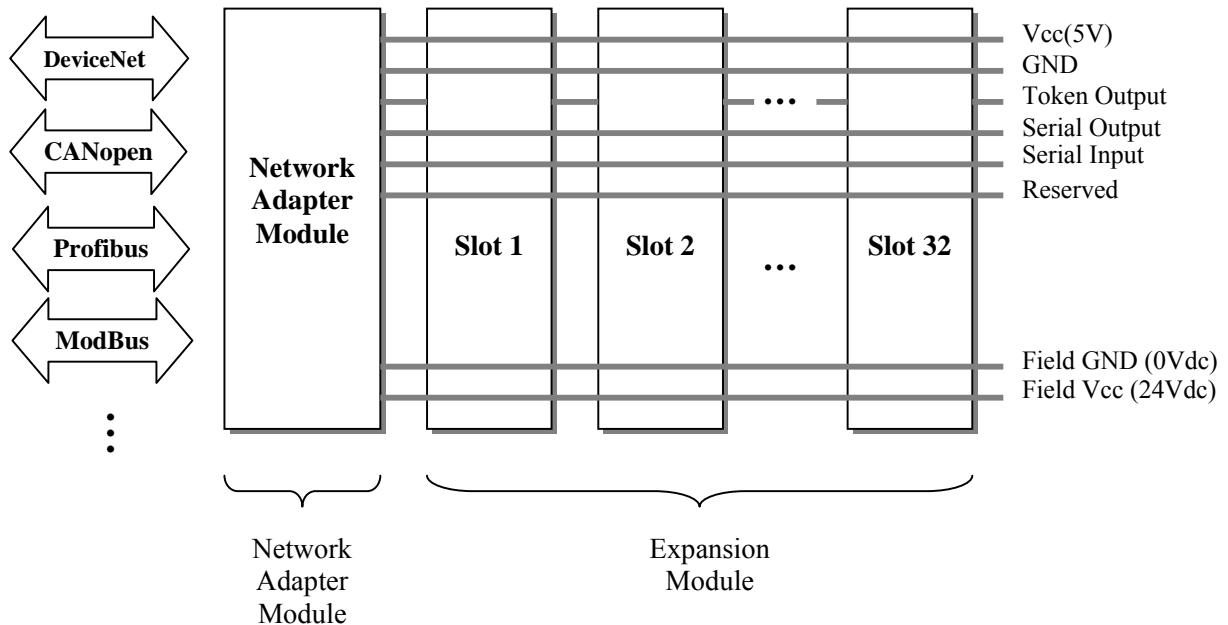 DeviceNet
CANopen
Profibus
ModBus
Network
Adapter
Module
Slot 1
Slot 2
...
Slot 32
...
Vcc(5V)
GND
Token Output
Serial Output
Serial Input
Reserved
Field GND (0Vdc)
Field Vcc (24Vdc)
Network
Adapter
Module
Expansion
Module